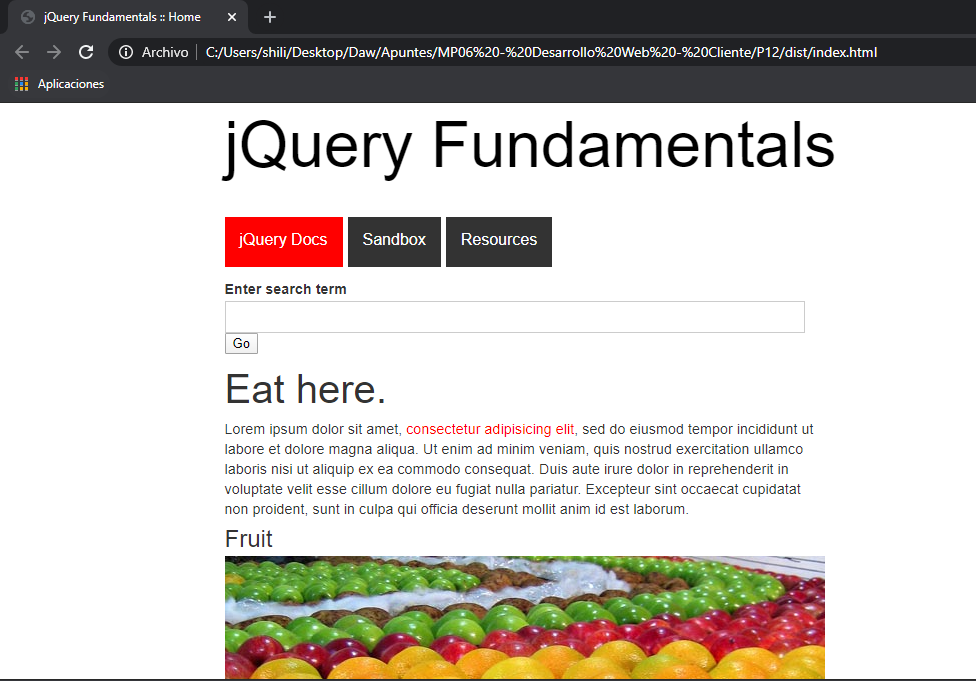 jQuery Fundamentals :: Home
Archivo C:/Users/shili/Desktop/Daw/Apuntes/MP06%20-%20Desarrollo%20Web%20-%20Cliente/P12/dist/index.html
Aplicaciones
jQuery Fundamentals
jQuery Docs Sandbox Resources
Enter search term
Go
Eat here.
Lorem ipsum dolor sit amet, consectetur adipisicing elit, sed do eiusmod tempor incididunt ut
labore et dolore magna aliqua. Ut enim ad minim veniam, quis nostrud exercitation ullamco
laboris nisi ut aliquip ex ea commodo consequat. Duis aute irure dolor in reprehenderit in
voluptate velit esse cillum dolore eu fugiat nulla pariatur. Excepteur sint occaecat cupidatat
non proident, sunt in culpa qui officia deserunt mollit anim id est laborum.
Fruit